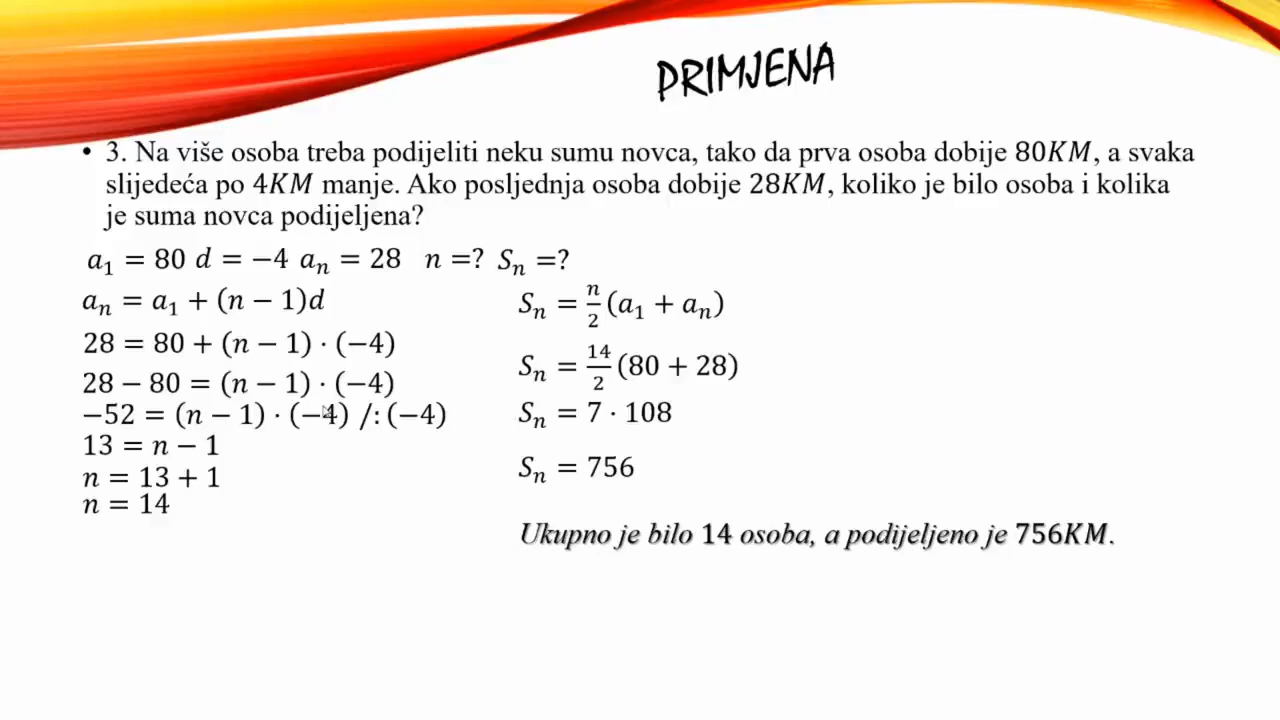 PRIMJENA
• 3. Na više osoba treba podijeliti neku sumu novca, tako da prva osoba dobije 80KM, a svaka
slijedeća po 4KM manje. Ako posljednja osoba dobije 28KM, koliko je bilo osoba i kolika
je suma novca podijeljena?
a₁ = 80 d = −4 aₙ = 28 n =? Sₙ =?
aₙ = a₁ + (n − 1)d
28 = 80 + (n − 1) · (−4)
28 − 80 = (n − 1) · (−4)
−52 = (n − 1) · (−4) /: (−4)
13 = n − 1
n = 13 + 1
n = 14
Sₙ = n/2 (a₁ + aₙ)
Sₙ = 14/2 (80 + 28)
Sₙ = 7 · 108
Sₙ = 756
Ukupno je bilo 14 osoba, a podijeljeno je 756KM.